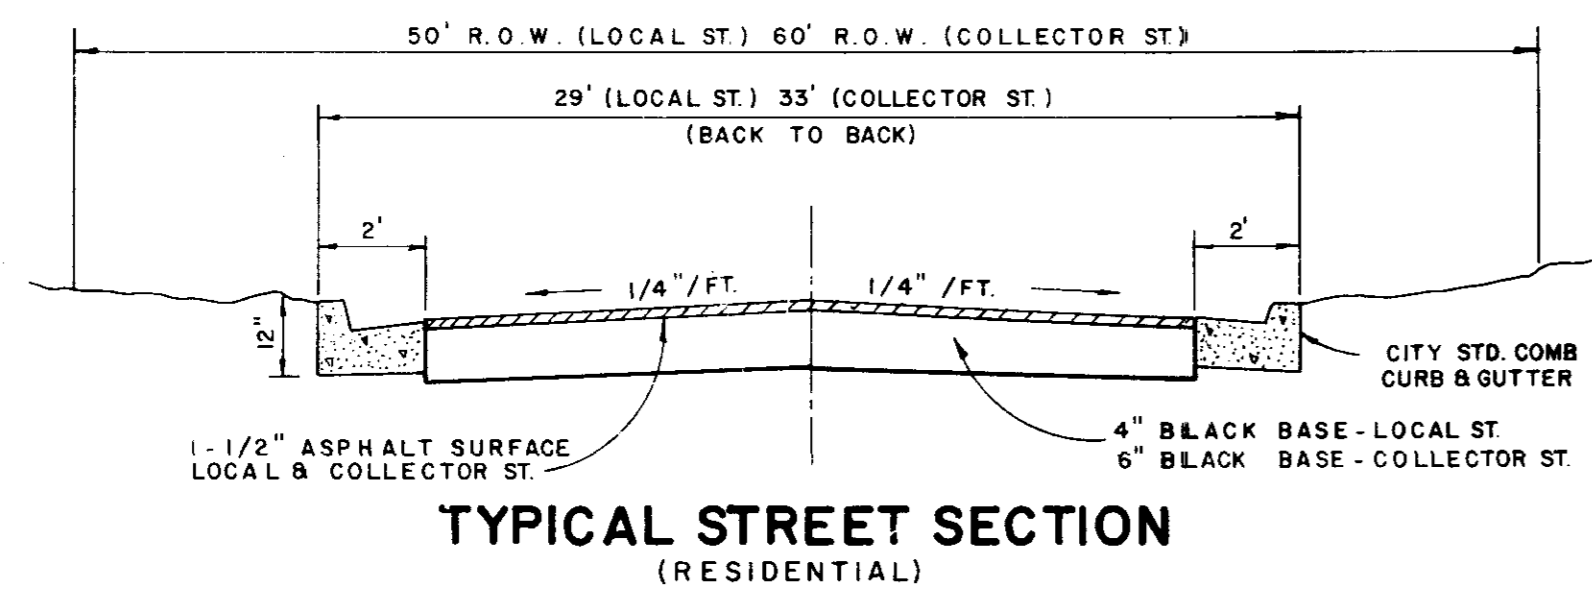 50' R.O.W. (LOCAL ST.) 60' R.O.W. (COLLECTOR ST.)
29' (LOCAL ST.) 33' (COLLECTOR ST.)
(BACK TO BACK)
2'
2'
1/4"/FT.
1/4" /FT.
12"
CITY STD. COMB
CURB & GUTTER
1-1/2" ASPHALT SURFACE
LOCAL & COLLECTOR ST.
4" BLACK BASE-LOCAL ST.
6" BLACK BASE-COLLECTOR ST.
TYPICAL STREET SECTION
(RESIDENTIAL)